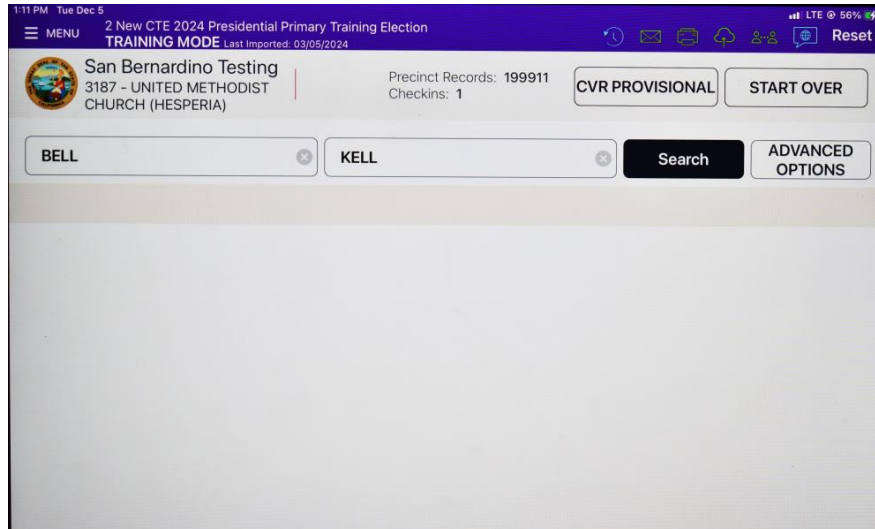 1:11 PM Tue Dec 5
LTE 56%
MENU
2 New CTE 2024 Presidential Primary Training Election
TRAINING MODE Last Imported: 03/05/2024
Reset
San Bernardino Testing
3187 - UNITED METHODIST
CHURCH (HESPERIA)
Precinct Records: 199911
Checkins: 1
CVR PROVISIONAL
START OVER
BELL
KELL
Search
ADVANCED
OPTIONS